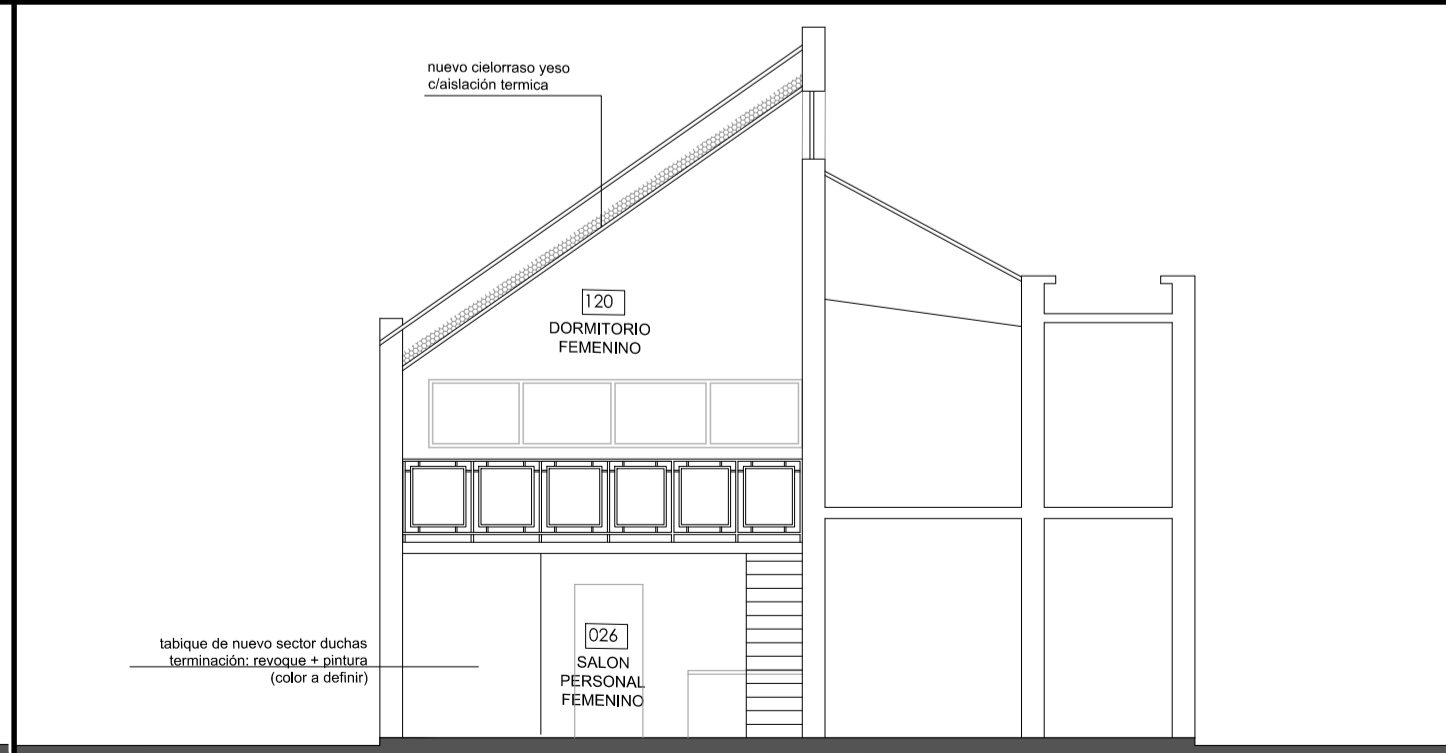 nuevo cielorraso yeso
c/aislación termica
120
DORMITORIO
FEMENINO
tabique de nuevo sector duchas
terminación: revoque + pintura
(color a definir)
026
SALON
PERSONAL
FEMENINO